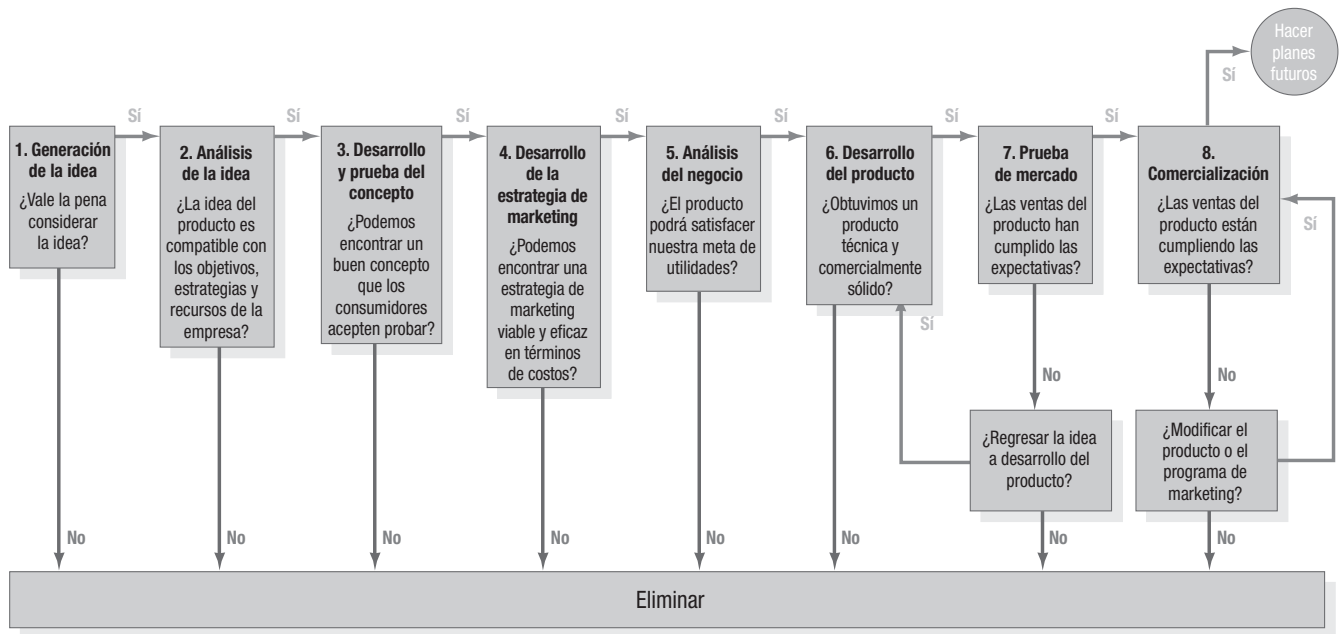 Hacer
planes
futuros
Sí
Sí
Sí
Sí
Sí
Sí
Sí
Sí
1. Generación
de la idea
¿Vale la pena
considerar
la idea?
2. Análisis
de la idea
¿La idea del
producto es
compatible con
los objetivos,
estrategias y
recursos de la
empresa?
3. Desarrollo
y prueba del
concepto
¿Podemos
encontrar un
buen concepto
que los
consumidores
acepten probar?
4. Desarrollo
de la
estrategia de
marketing
¿Podemos
encontrar una
estrategia de
marketing
viable y eficaz
en términos
de costos?
5. Análisis
del negocio
¿El producto
podrá satisfacer
nuestra meta de
utilidades?
6. Desarrollo
del producto
¿Obtuvimos un
producto
técnica y
comercialmente
sólido?
7. Prueba
de mercado
¿Las ventas del
producto han
cumplido las
expectativas?
8.
Comercialización
¿Las ventas del
producto están
cumpliendo las
expectativas?
Sí
Sí
No
No
¿Regresar la idea
a desarrollo del
producto?
¿Modificar el
producto o el
programa de
marketing?
No
No
No
No
No
No
No
No
Eliminar